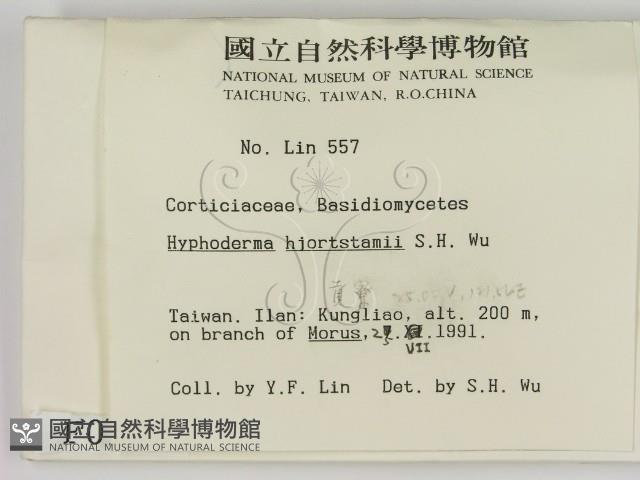 國立自然科學博物館
NATIONAL MUSEUM OF NATURAL SCIENCE
TAICHUNG, TAIWAN, R.O.CHINA
No. Lin 557
Corticiaceae, Basidiomycetes
Hyphoderma hjortstamii S.H. Wu
貢寮
Taiwan. Ilan: Kungliao, alt. 200 m,
on branch of Morus, .1991.
VII
Coll. by Y.F. Lin Det. by S.H. Wu
國立自然科學博物館
NATIONAL MUSEUM OF NATURAL SCIENCE